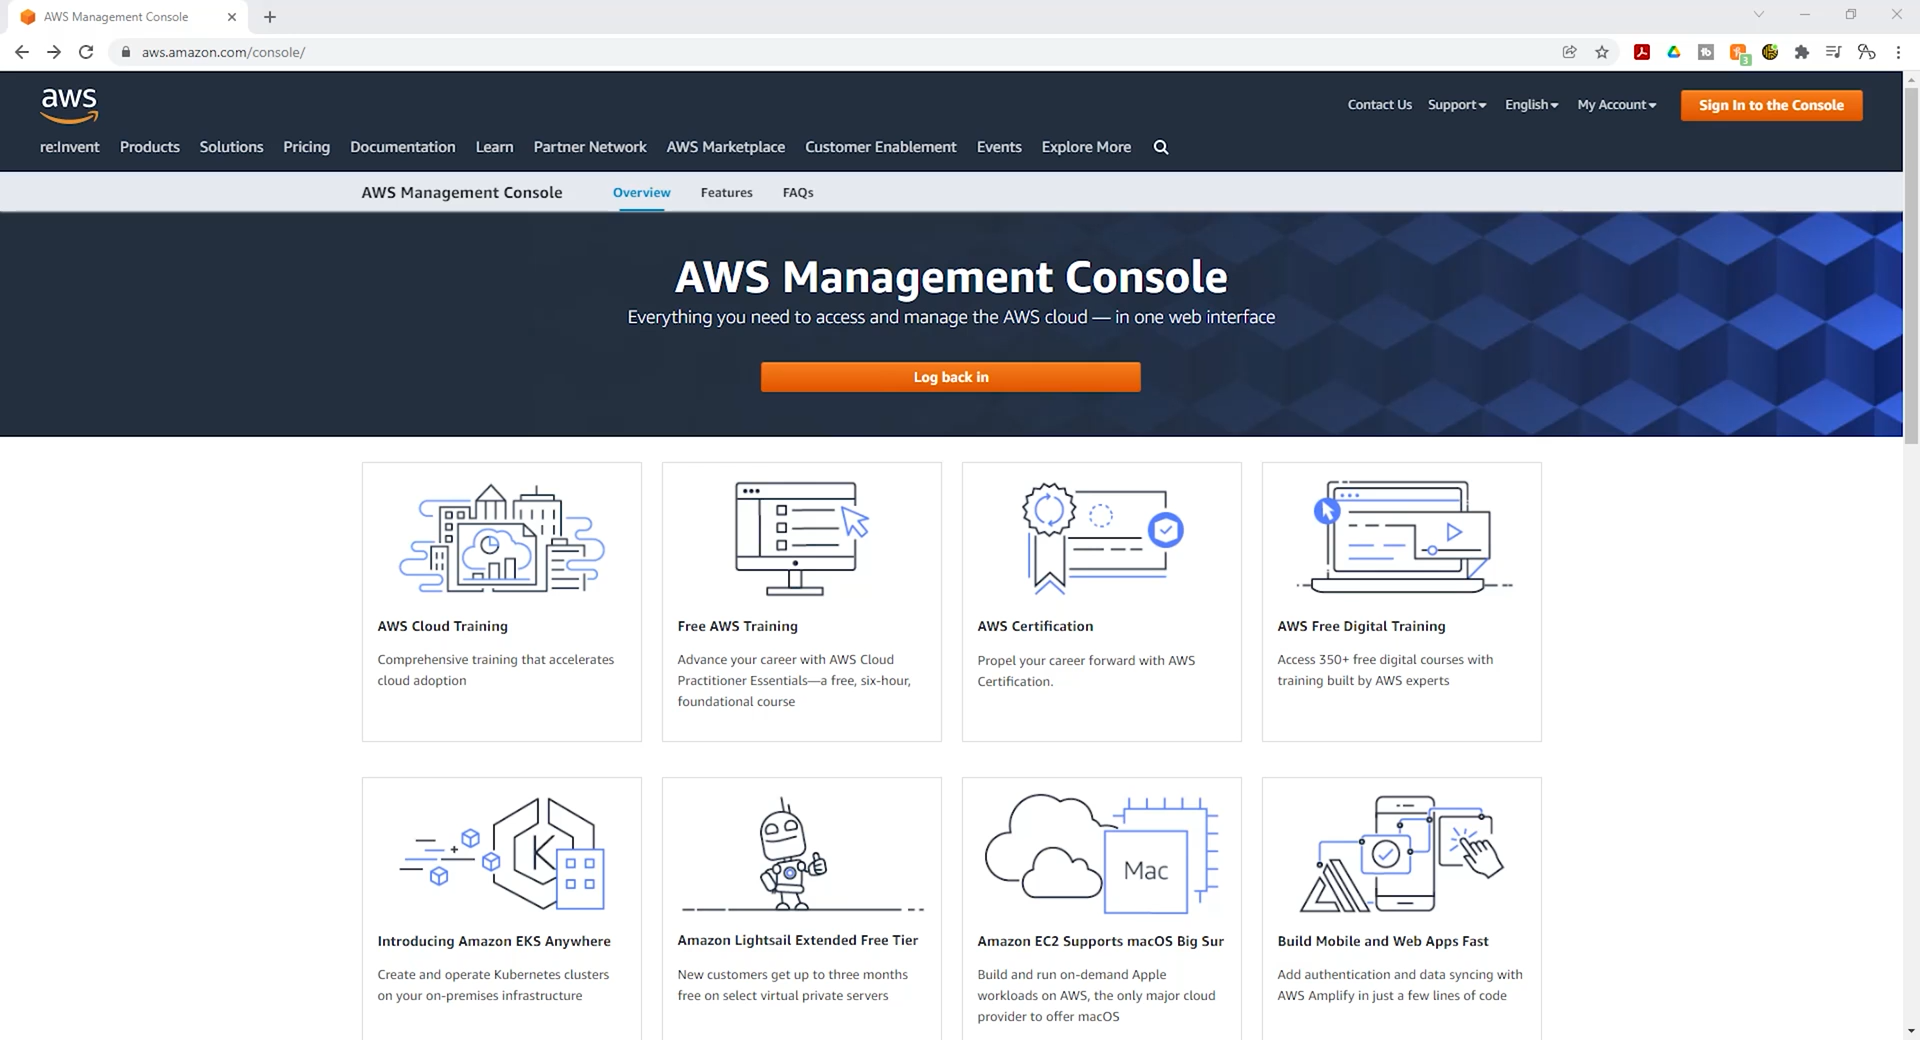 AWS Management Console
aws.amazon.com/console/
3
aws
Contact Us Support English My Account Sign In to the Console
re:Invent Products Solutions Pricing Documentation Learn Partner Network AWS Marketplace Customer Enablement Events Explore More
AWS Management Console Overview Features FAQs
AWS Management Console
Everything you need to access and manage the AWS cloud — in one web interface
Log back in
AWS Cloud Training
Comprehensive training that accelerates
cloud adoption
Free AWS Training
Advance your career with AWS Cloud
Practitioner Essentials—a free, six-hour,
foundational course
AWS Certification
Propel your career forward with AWS
Certification.
AWS Free Digital Training
Access 350+ free digital courses with
training built by AWS experts
K
Introducing Amazon EKS Anywhere
Create and operate Kubernetes clusters
on your on-premises infrastructure
Amazon Lightsail Extended Free Tier
New customers get up to three months
free on select virtual private servers
Mac
Amazon EC2 Supports macOS Big Sur
Build and run on-demand Apple
workloads on AWS, the only major cloud
provider to offer macOS
Build Mobile and Web Apps Fast
Add authentication and data syncing with
AWS Amplify in just a few lines of code